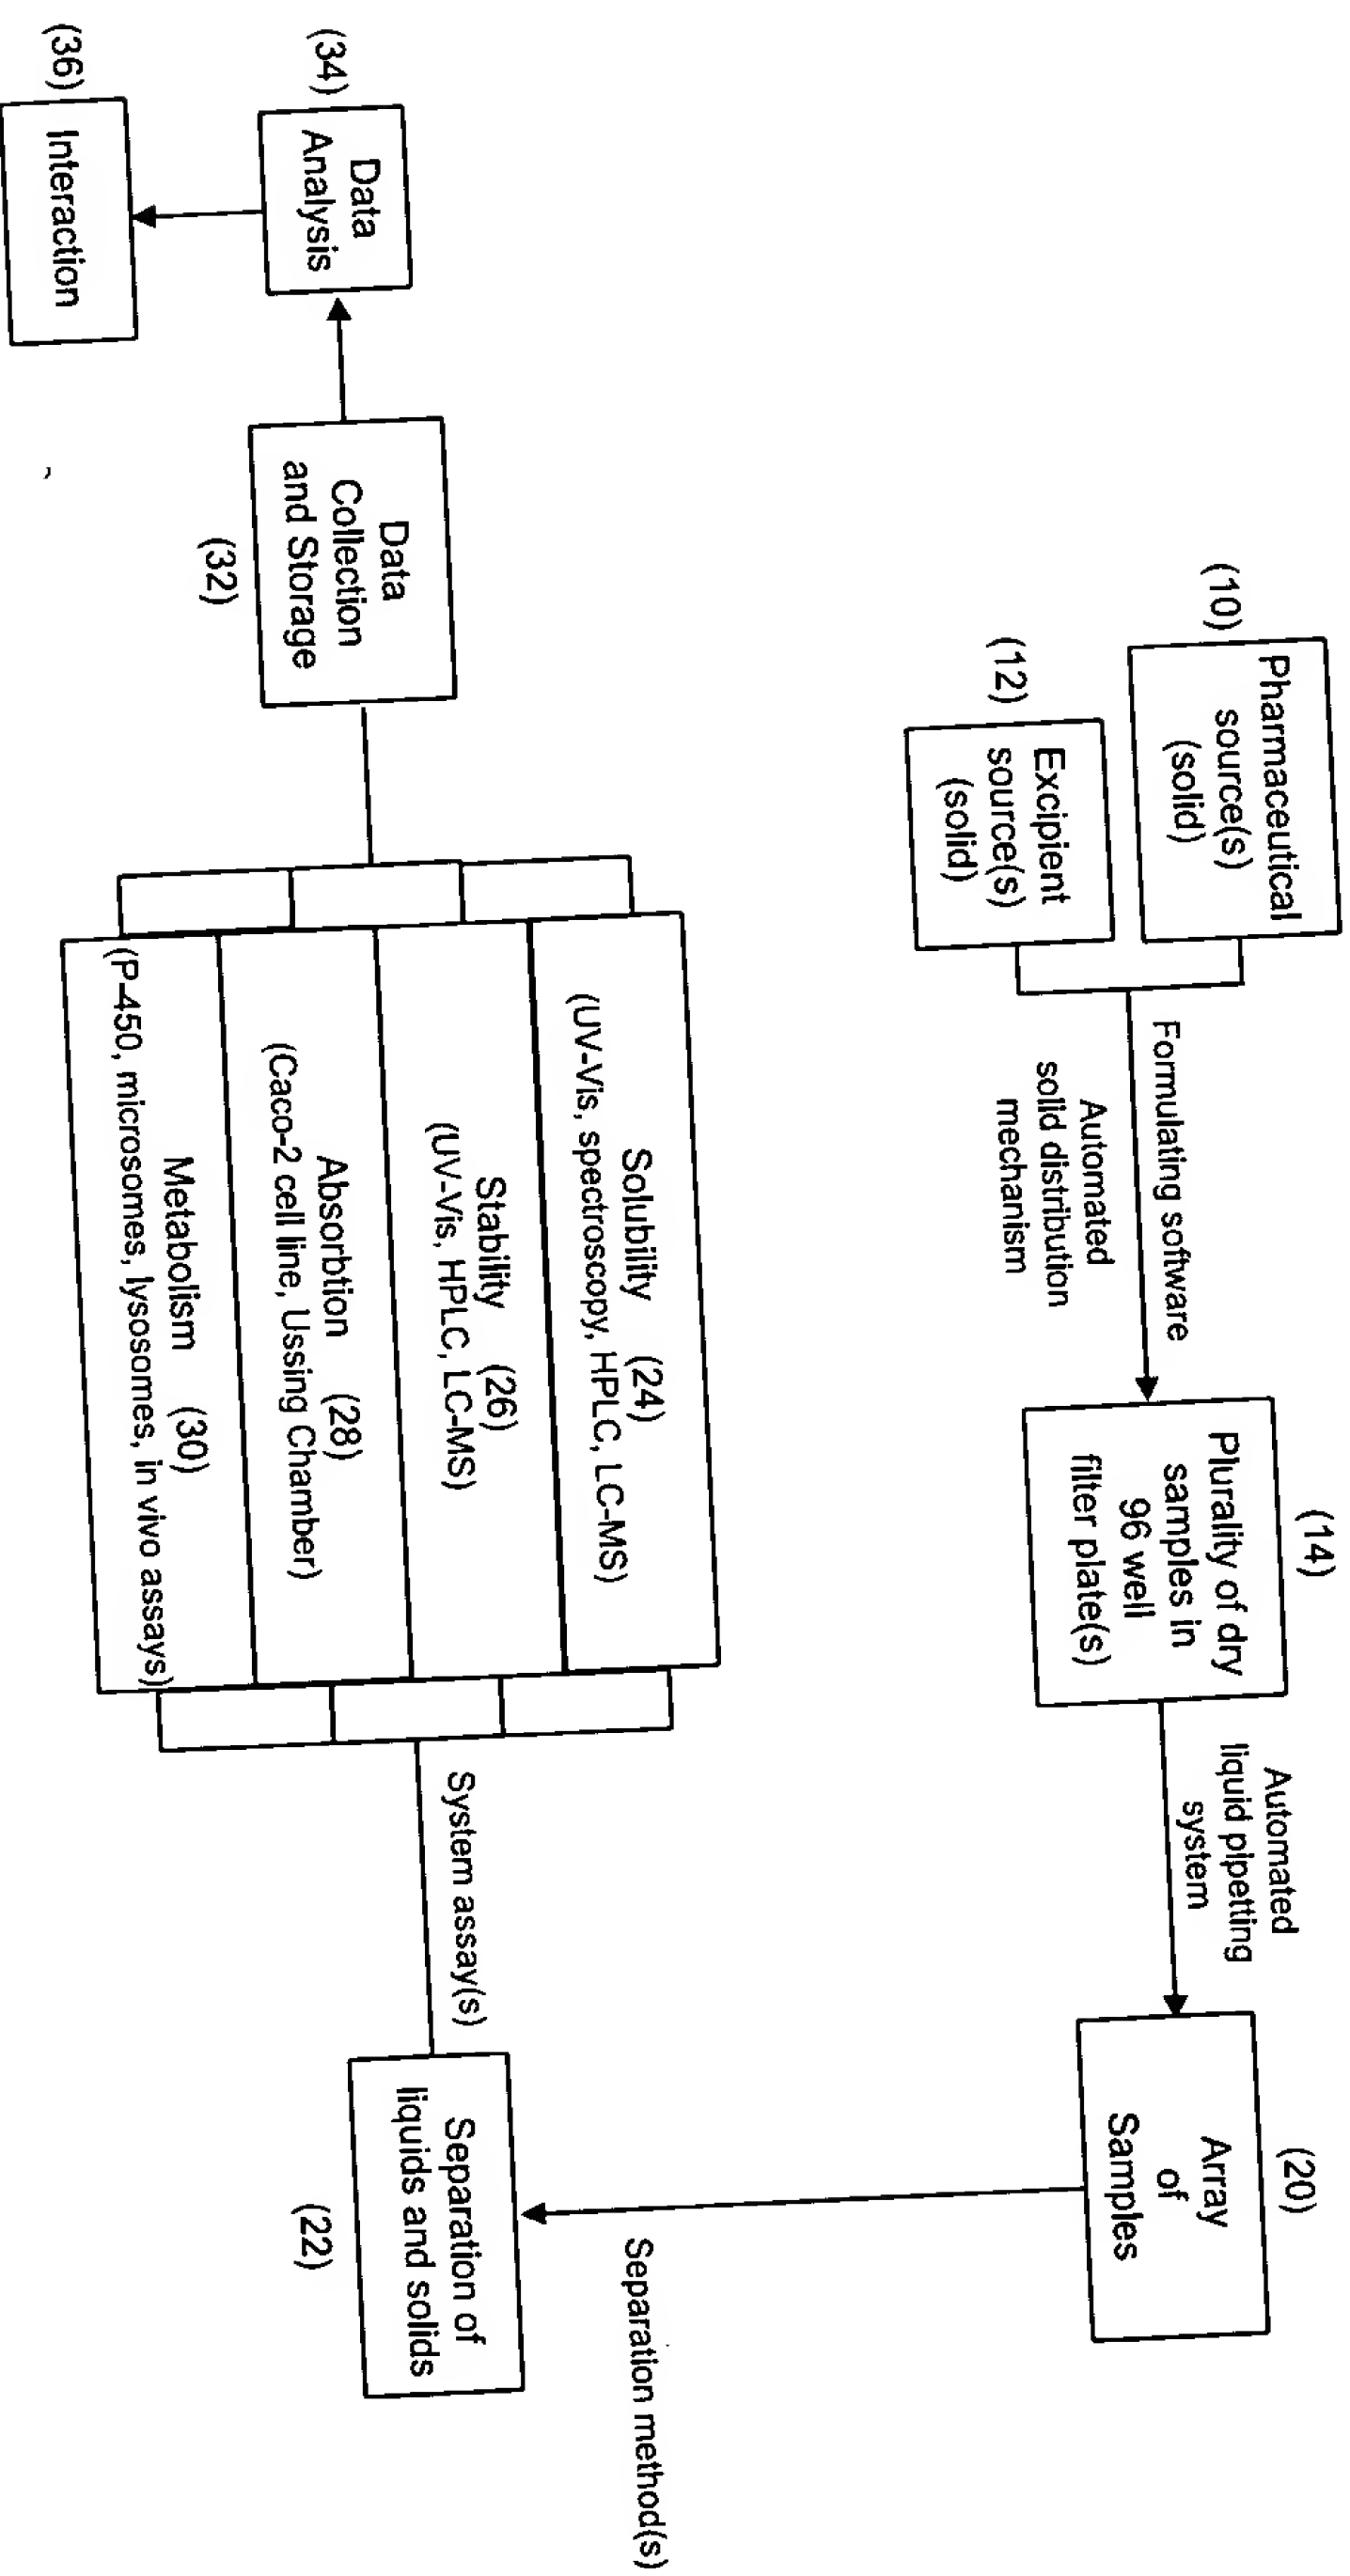 (10)
Pharmaceutical
source(s)
(solid)
(12)
Excipient
source(s)
(solid)
Formulating software
Automated
solid distribution
mechanism
(14)
Plurality of dry
samples in
96 well
filter plate(s)
Automated
liquid pipetting
system
(20)
Array
of
Samples
Separation method(s)
Separation of
liquids and solids
(22)
System assay(s)
Solubility (24)
(UV-Vis, spectroscopy, HPLC, LC-MS)
Stability (26)
(UV-Vis, HPLC, LC-MS)
Absorbtion (28)
(Caco-2 cell line, Ussing Chamber)
Metabolism (30)
(P-450, microsomes, lysosomes, in vivo assays)
Data
Collection
and Storage
(32)
(34)
Data
Analysis
(36)
Interaction